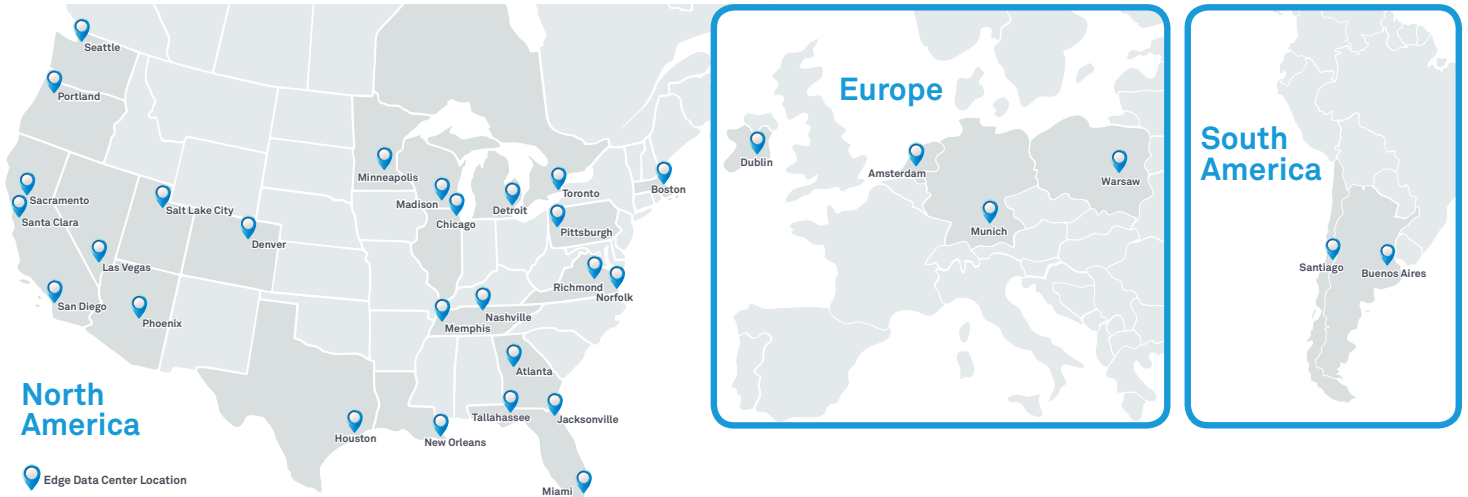 Seattle
Portland
Sacramento
Santa Clara
Salt Lake City
Denver
Las Vegas
San Diego
Phoenix
Minneapolis
Madison
Chicago
Detroit
Toronto
Boston
Pittsburgh
Richmond
Norfolk
Nashville
Memphis
Atlanta
Tallahassee
Jacksonville
Houston
New Orleans
Miami
North
America
Edge Data Center Location
Europe
Dublin
Amsterdam
Warsaw
Munich
South
America
Santiago
Buenos Aires